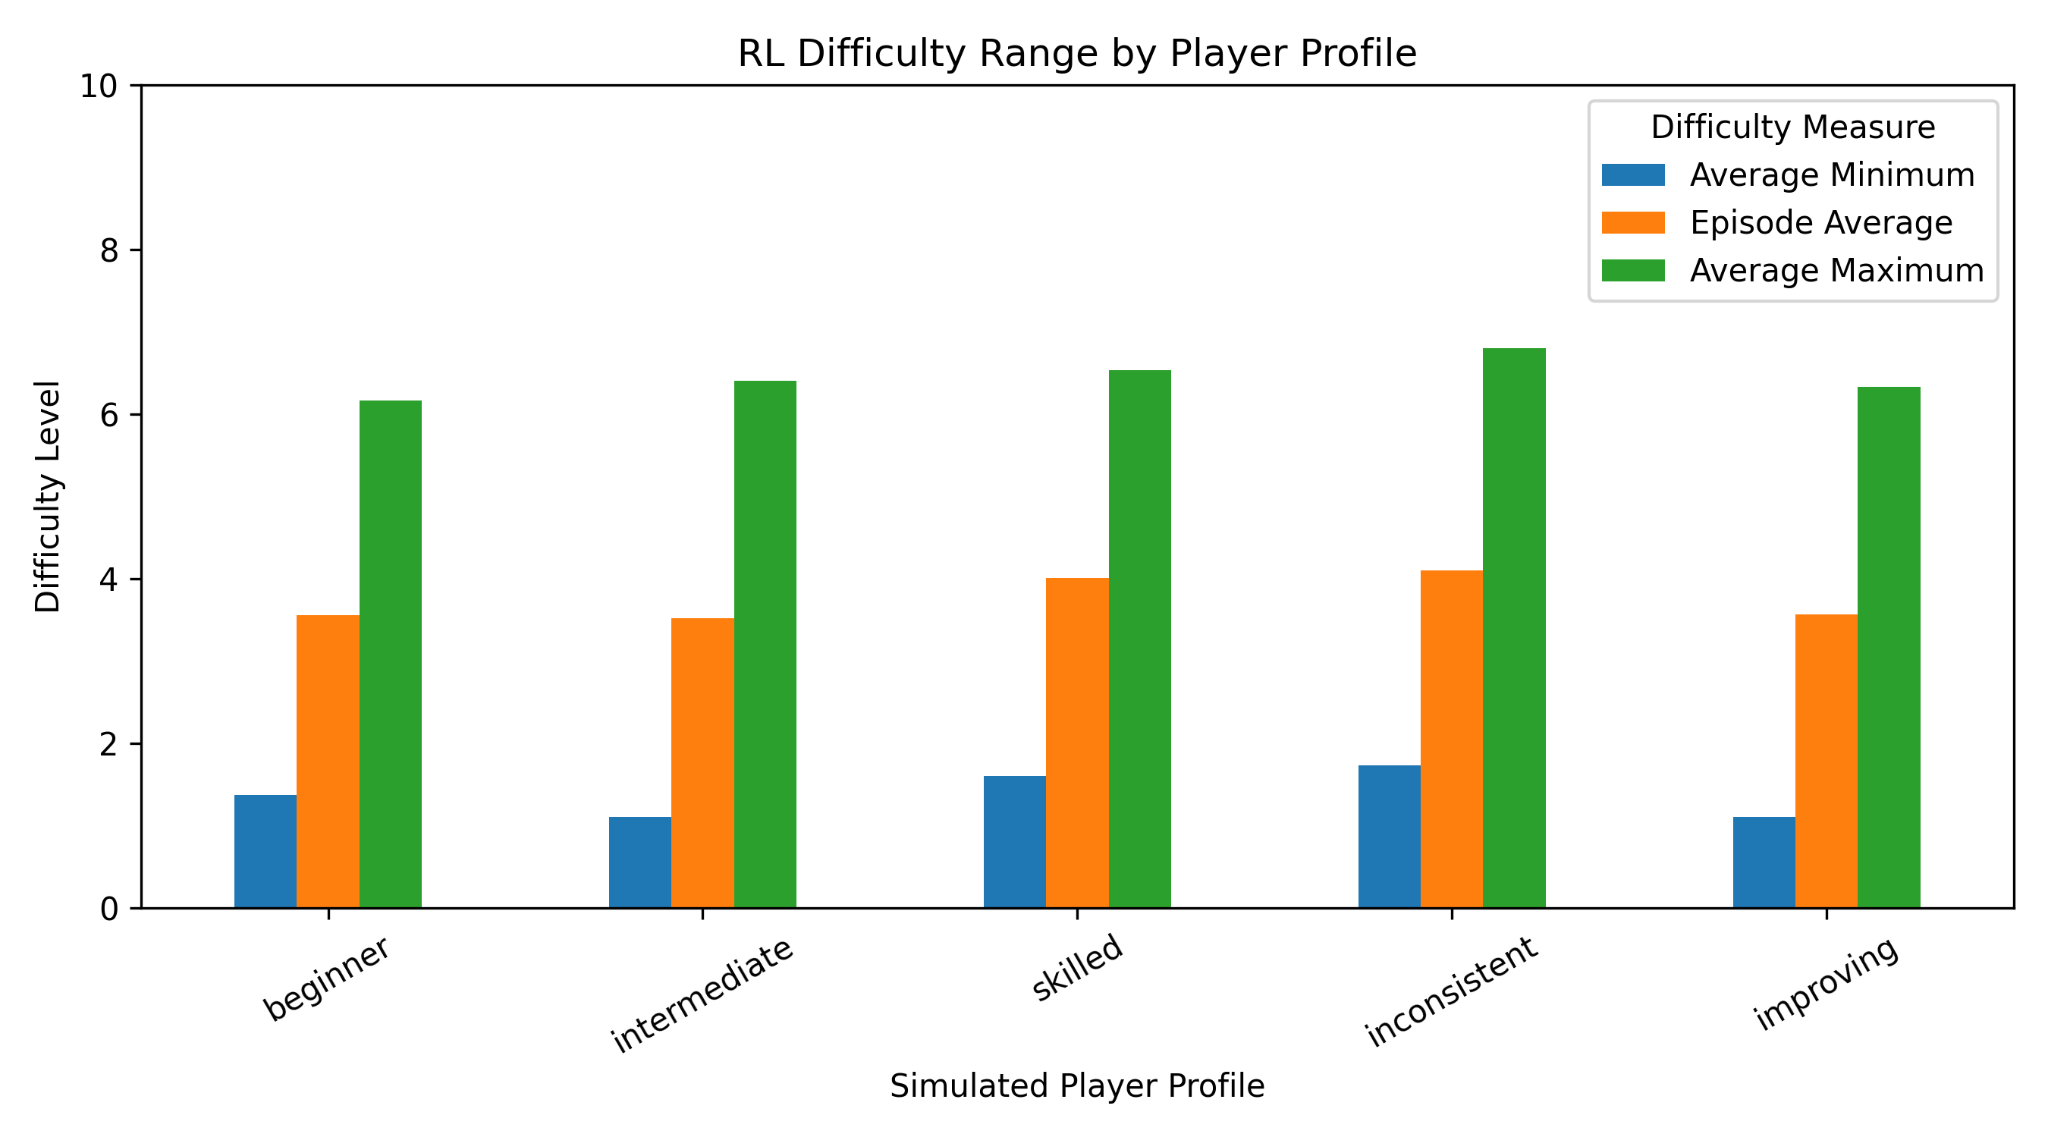 RL Difficulty Range by Player Profile
10
8
6
4
2
0
Difficulty Level
Difficulty Measure
Average Minimum
Episode Average
Average Maximum
beginner
intermediate
skilled
inconsistent
improving
Simulated Player Profile